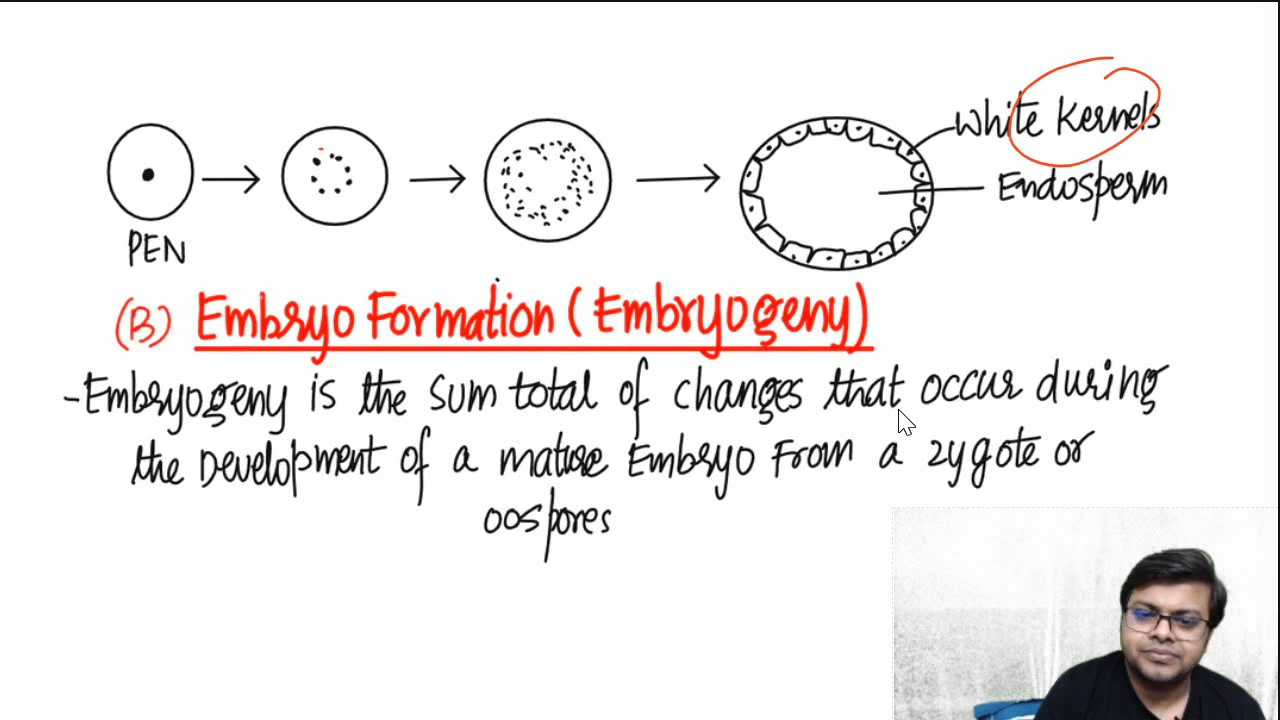 White Kernels
Endosperm
PEN
(B) Embryo Formation (Embryogeny)
- Embryogeny is the sum total of changes that occur during
the Development of a mature Embryo From a zygote or
oospores